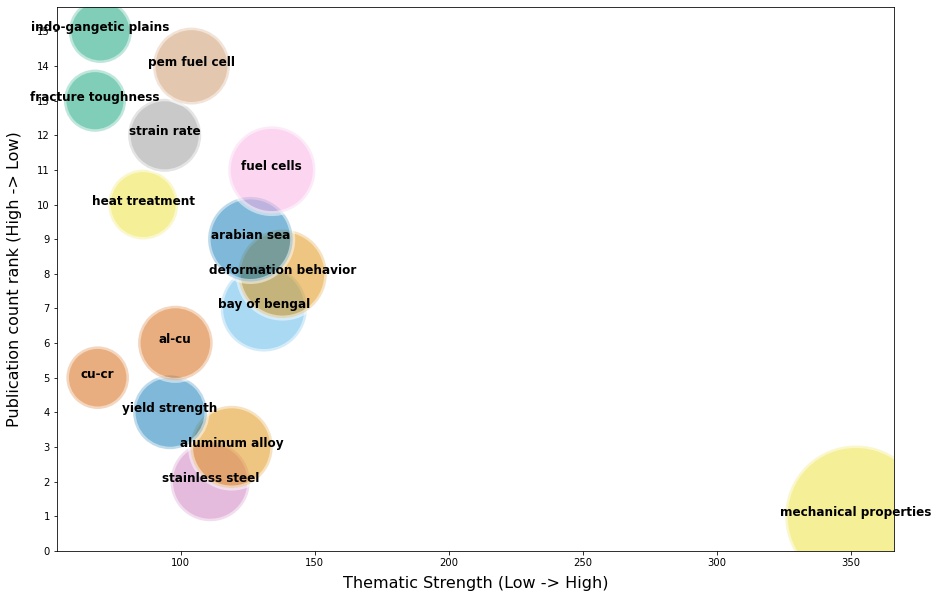 indo-gangetic plains
15
pem fuel cell
14
fracture toughness
13
strain rate
12
fuel cells
11
heat treatment
10
arabian sea
9
deformation behavior
8
bay of bengal
7
al-cu
6
cu-cr
5
yield strength
4
aluminum alloy
3
stainless steel
2
mechanical properties
1
0
100 150 200 250 300 350
Thematic Strength (Low -> High)
Publication count rank (High -> Low)